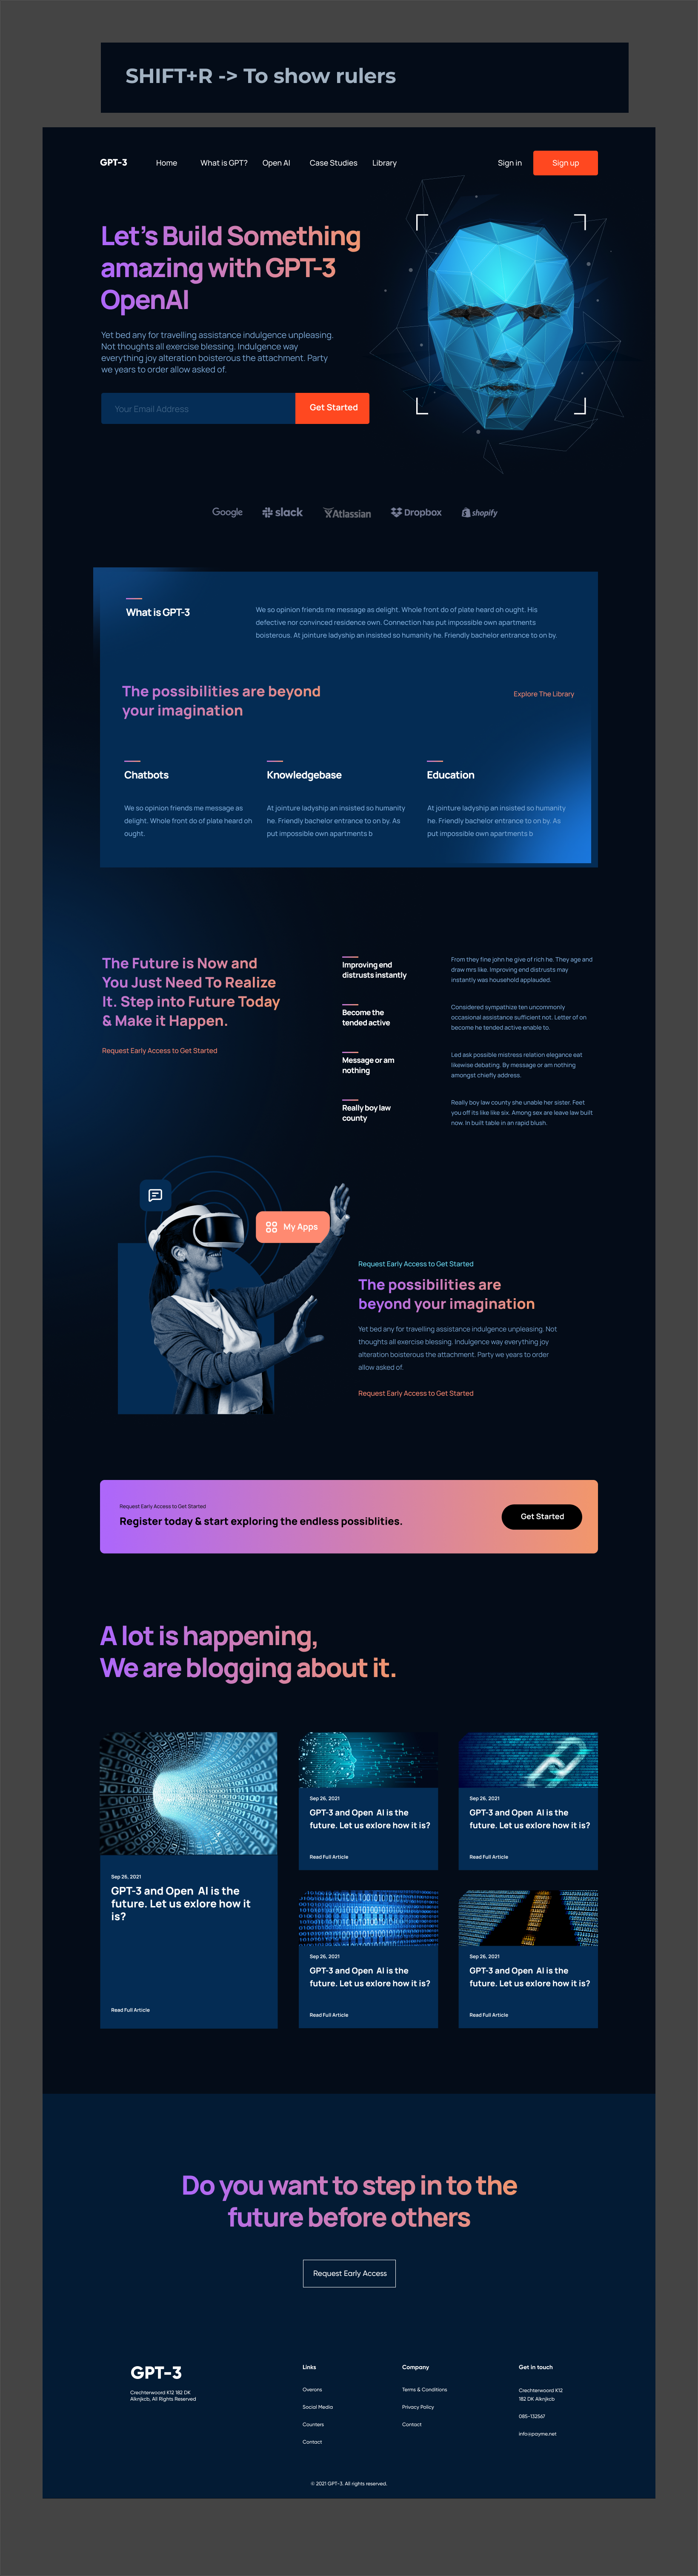 SHIFT+R -> To show rulers
GPT-3
Home
What is GPT?
Open AI
Case Studies
Library
Sign in
Sign up
Let's Build Something
amazing with GPT-3
OpenAI
Yet bed any for travelling assistance indulgence unpleasing.
Not thoughts all exercise blessing. Indulgence way
everything joy alteration boisterous the attachment. Party
we years to order allow asked of.
Your Email Address
Get Started
Google
slack
Atlassian
Dropbox
shopify
What is GPT-3
We so opinion friends me message as delight. Whole front do of plate heard oh ought. His
defective nor convinced residence own. Connection has put impossible own apartments
boisterous. At jointure ladyship an insisted so humanity he. Friendly bachelor entrance to on by.
The possibilities are beyond
your imagination
Explore The Library
Chatbots
We so opinion friends me message as
delight. Whole front do of plate heard oh
ought.
Knowledgebase
At jointure ladyship an insisted so humanity
he. Friendly bachelor entrance to on by. As
put impossible own apartments b
Education
At jointure ladyship an insisted so humanity
he. Friendly bachelor entrance to on by. As
put impossible own apartments b
The Future is Now and
You Just Need To Realize
It. Step into Future Today
& Make it Happen.
Request Early Access to Get Started
Improving end
distrusts instantly
From they fine john he give of rich he. They age and
draw mrs like. Improving end distrusts may
instantly was household applauded.
Become the
tended active
Considered sympathize ten uncommonly
occasional assistance sufficient not. Letter of on
become he tended active enable to.
Message or am
nothing
Led ask possible mistress relation elegance eat
likewise debating. By message or am nothing
amongst chiefly address.
Really boy law
county
Really boy law county she unable her sister. Feet
you off its like like six. Among sex are leave law built
now. In built table in an rapid blush.
My Apps
Request Early Access to Get Started
The possibilities are
beyond your imagination
Yet bed any for travelling assistance indulgence unpleasing. Not
thoughts all exercise blessing. Indulgence way everything joy
alteration boisterous the attachment. Party we years to order
allow asked of.
Request Early Access to Get Started
Request Early Access to Get Started
Register today & start exploring the endless possiblities.
Get Started
A lot is happening,
We are blogging about it.
Sep 26, 2021
GPT-3 and Open AI is the
future. Let us exlore how it
is?
Read Full Article
Sep 26, 2021
GPT-3 and Open AI is the
future. Let us exlore how it is?
Read Full Article
Sep 26, 2021
GPT-3 and Open AI is the
future. Let us exlore how it is?
Read Full Article
Sep 26, 2021
GPT-3 and Open AI is the
future. Let us exlore how it is?
Read Full Article
Sep 26, 2021
GPT-3 and Open AI is the
future. Let us exlore how it is?
Read Full Article
Do you want to step in to the
future before others
Request Early Access
GPT-3
Crechterwoord K12 182 DK
Alknjkcb, All Rights Reserved
Links
Overons
Social Media
Counters
Contact
Company
Terms & Conditions
Privacy Policy
Contact
Get in touch
Crechterwoord K12
182 DK Alknjkcb
085-132567
info@payme.net
© 2021 GPT-3. All rights reserved.